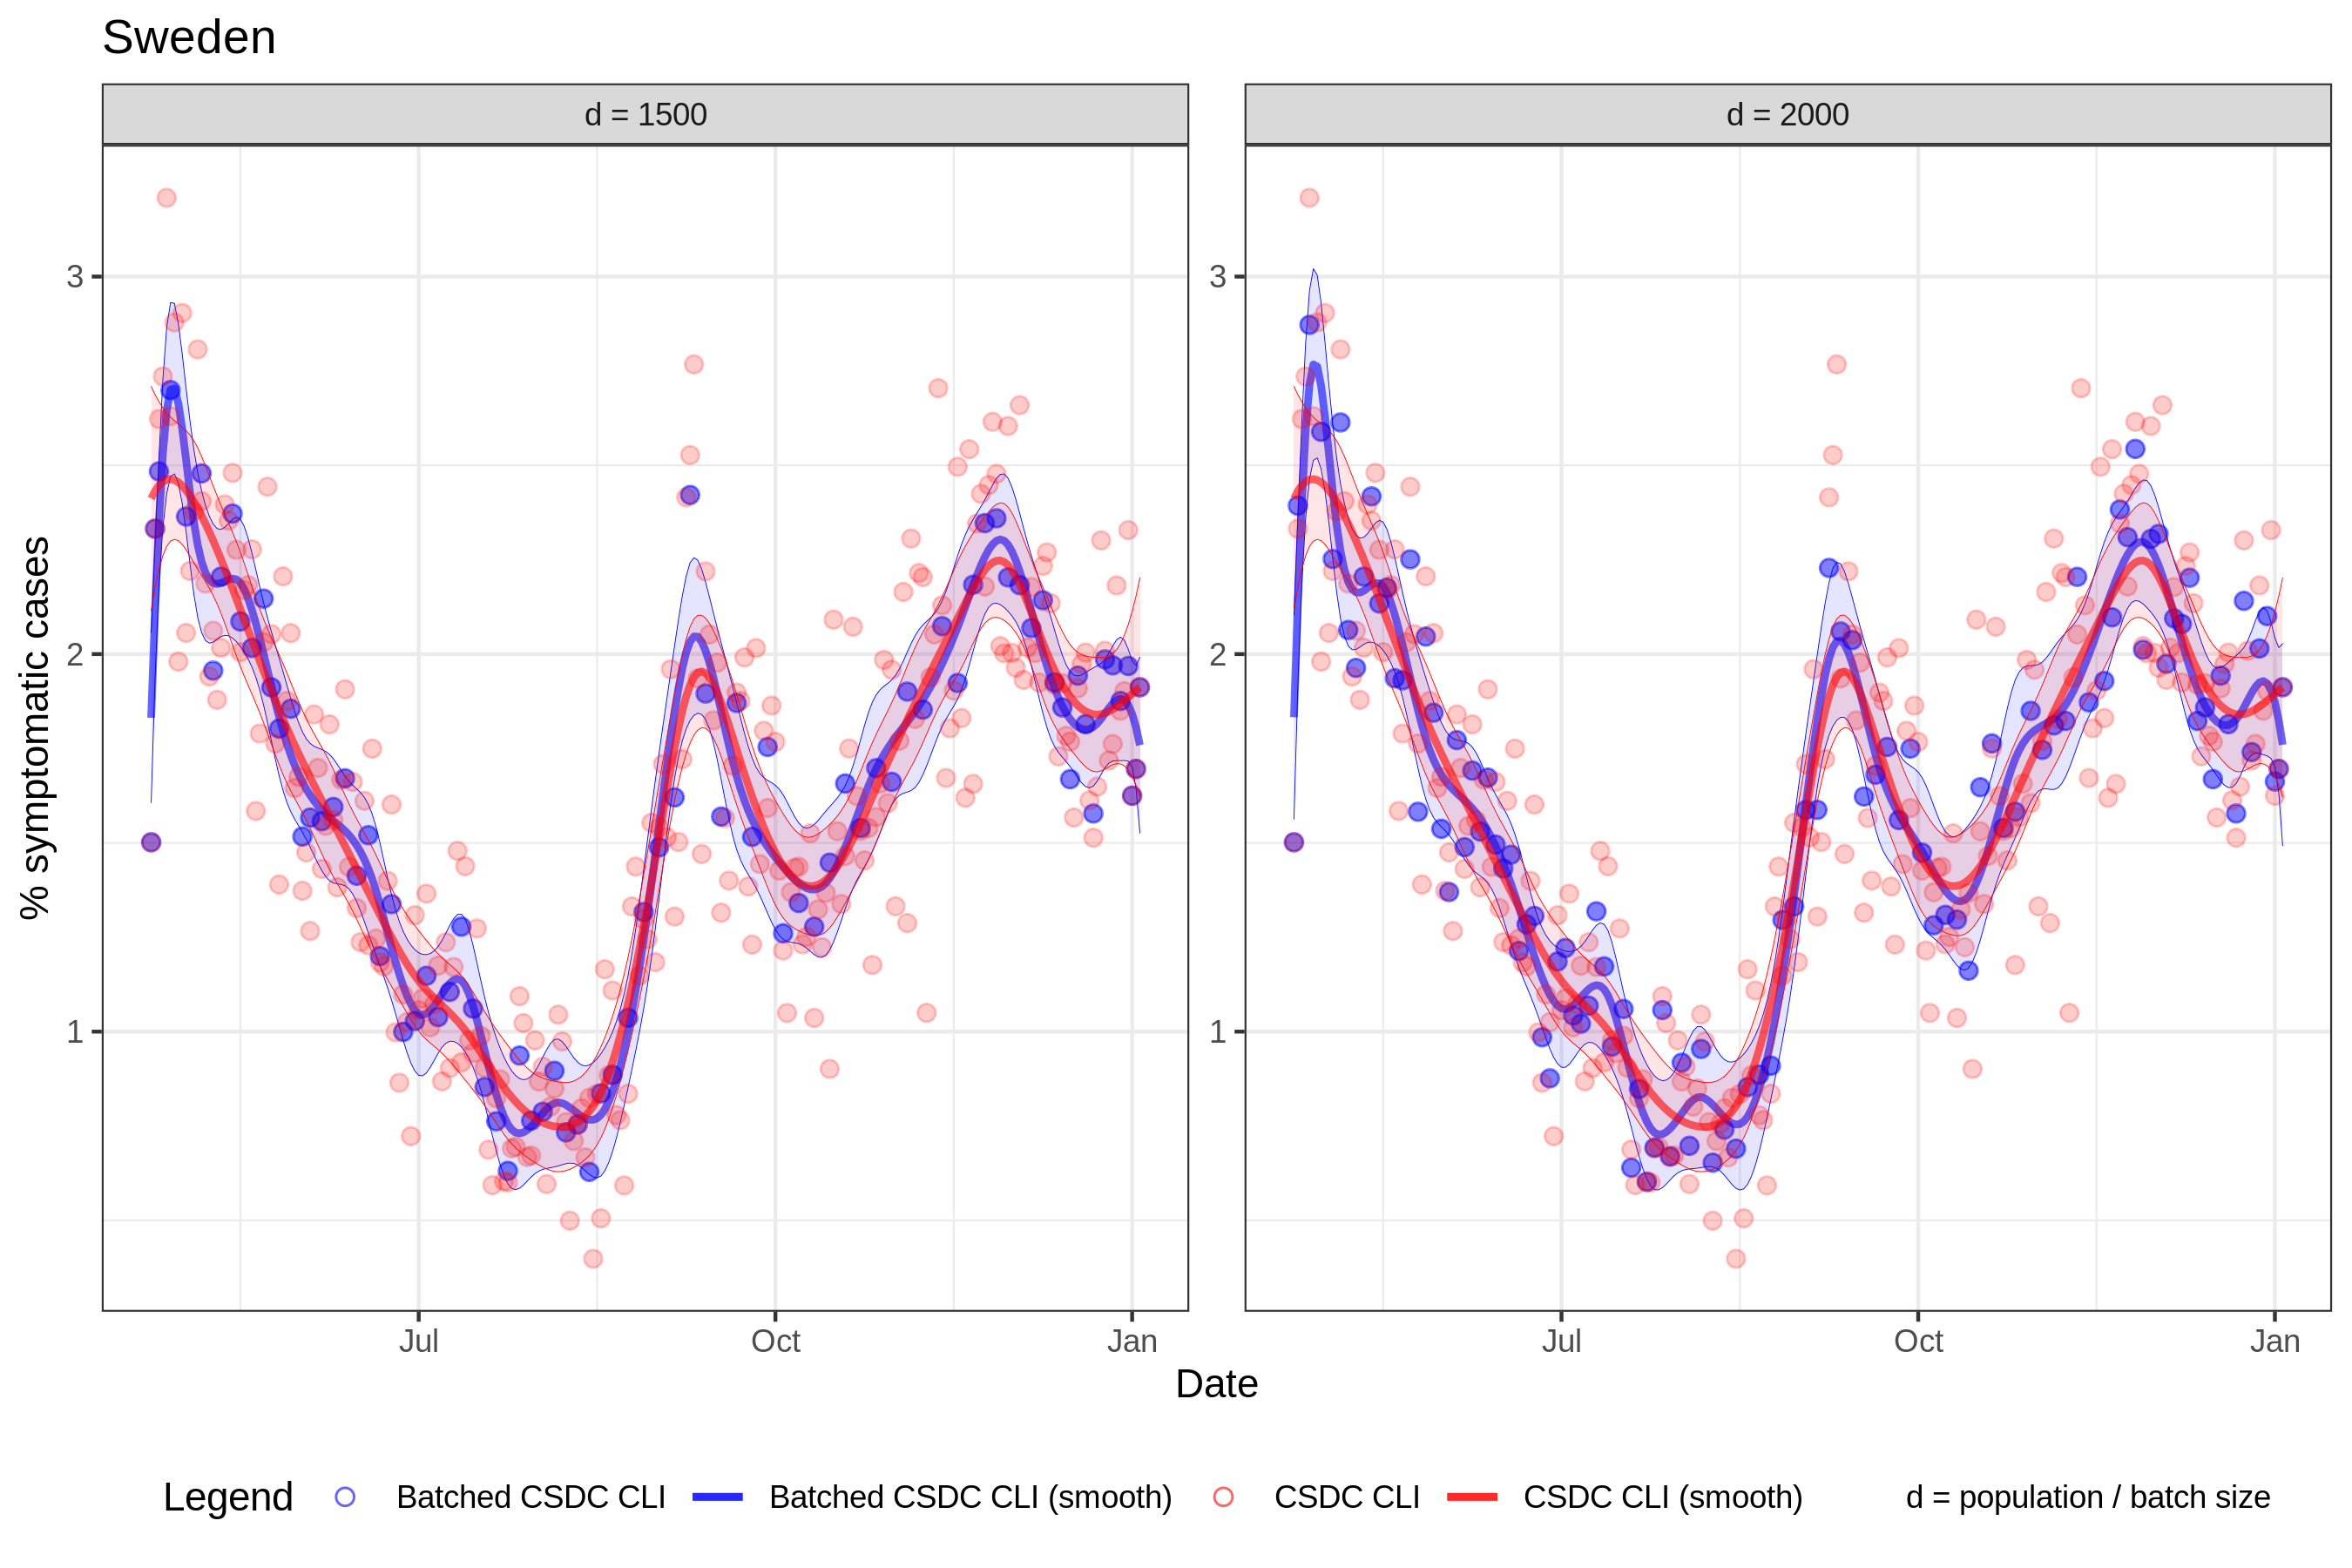 Sweden
d = 1500
d = 2000
% symptomatic cases
3
2
1
3
2
1
Jul
Oct
Jan
Jul
Oct
Jan
Date
Legend
Batched CSDC CLI
Batched CSDC CLI (smooth)
CSDC CLI
CSDC CLI (smooth)
d = population / batch size